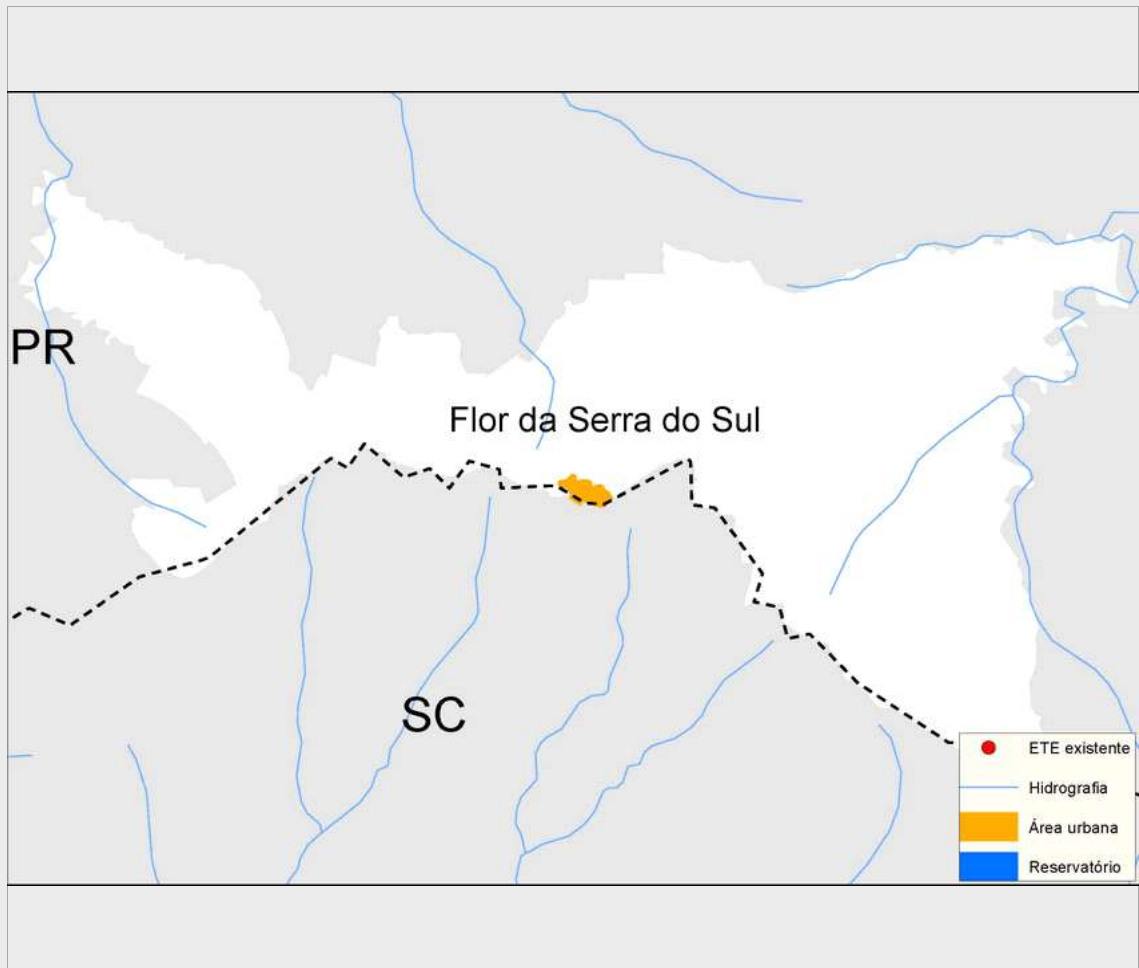 PR
Flor da Serra do Sul
SC
ETE existente
Hidrografia
Área urbana
Reservatório